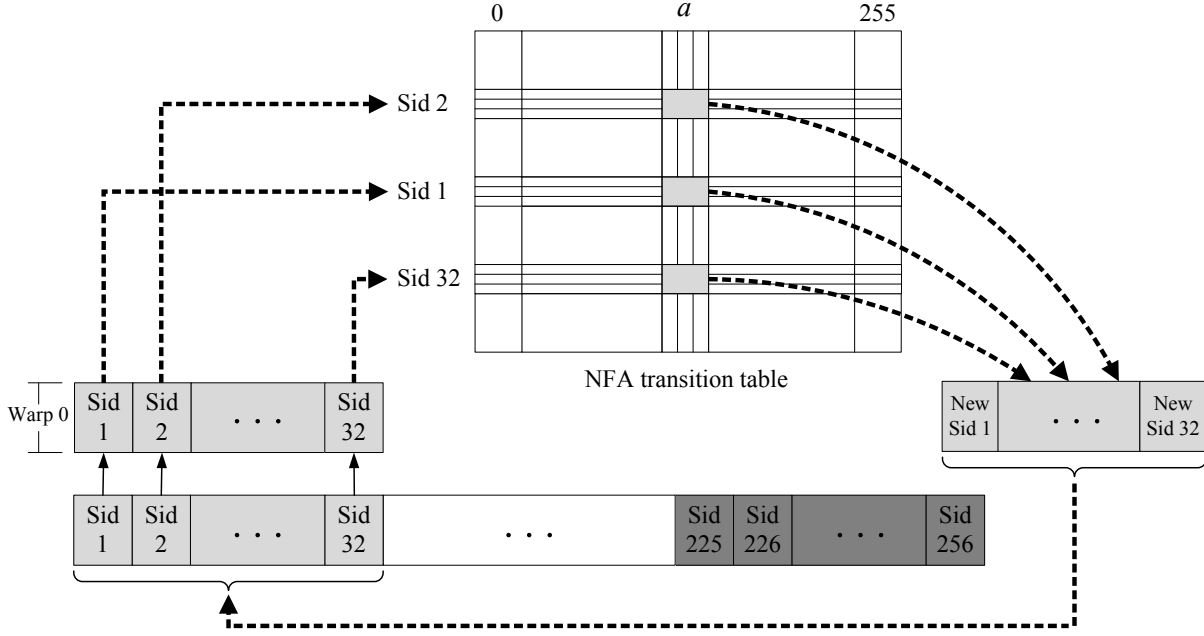 0 a 255
Sid 2
Sid 1
Sid 32
NFA transition table
Warp 0
Sid 1
Sid 2
. . .
Sid 32
New Sid 1
. . .
New Sid 32
Sid 1
Sid 2
. . .
Sid 32
. . .
Sid 225
Sid 226
. . .
Sid 256